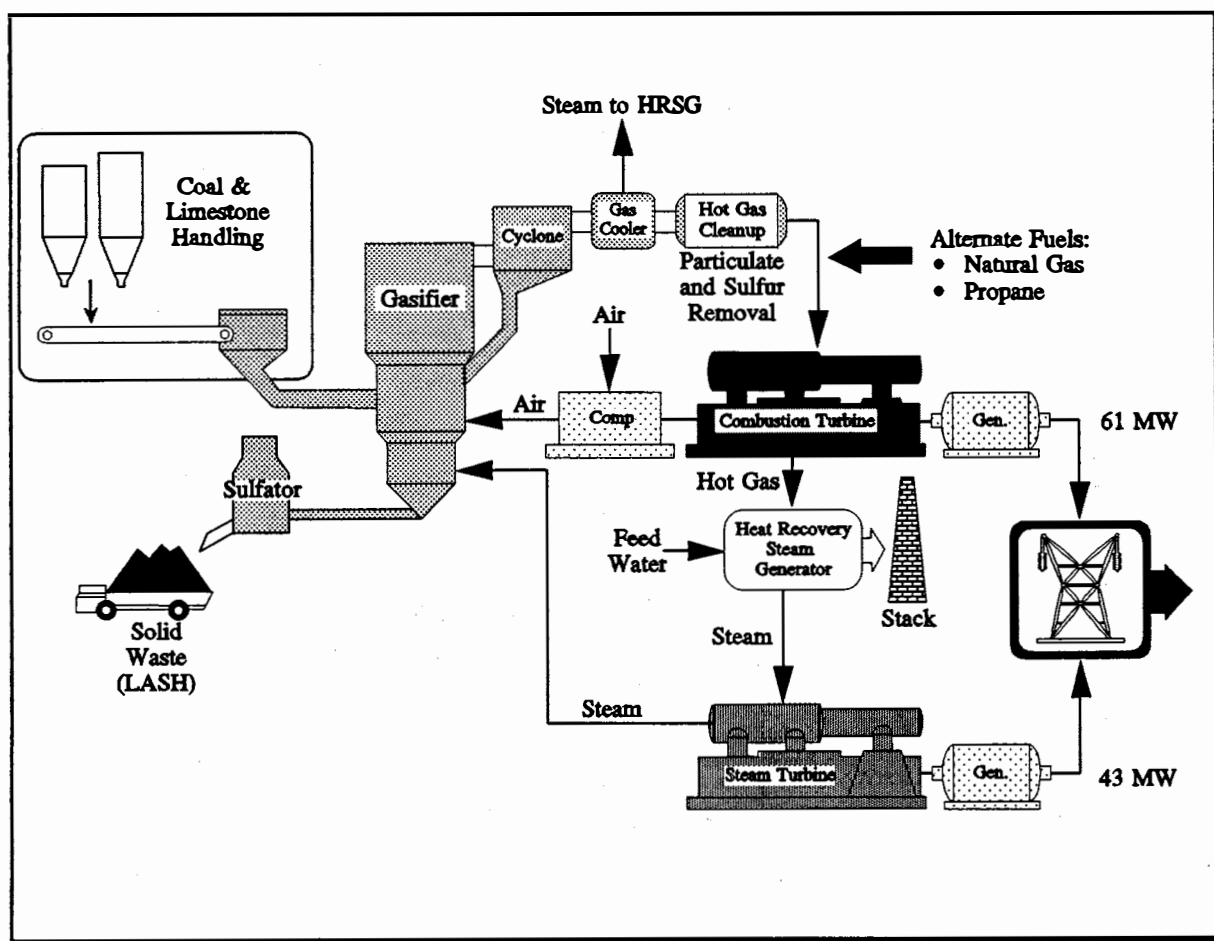 Steam to HRSG
Coal &
Limestone
Handling
Gas
Cooler
Hot Gas
Cleanup
Cyclone
Particulate
and Sulfur
Removal
Alternate Fuels:
• Natural Gas
• Propane
Gasifier
Air
Air
Comp
Combustion Turbine
Gen.
61 MW
Hot Gas
Sulfator
Feed
Water
Heat Recovery
Steam
Generator
Stack
Solid
Waste
(LASH)
Steam
Steam
Steam Turbine
Gen.
43 MW